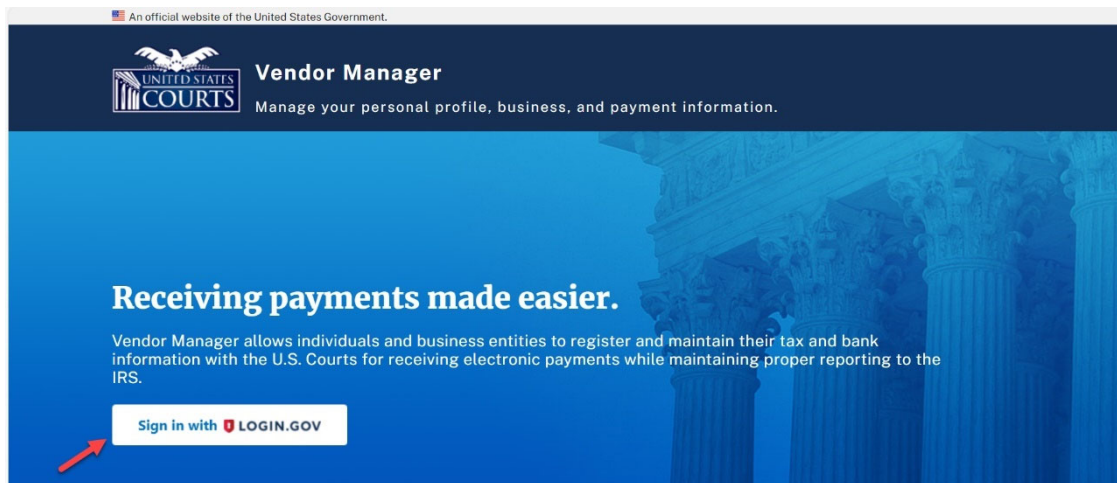 An official website of the United States Government.
UNITED STATES
COURTS
Vendor Manager
Manage your personal profile, business, and payment information.
Receiving payments made easier.
Vendor Manager allows individuals and business entities to register and maintain their tax and bank
information with the U.S. Courts for receiving electronic payments while maintaining proper reporting to the
IRS.
Sign in with LOGIN.GOV